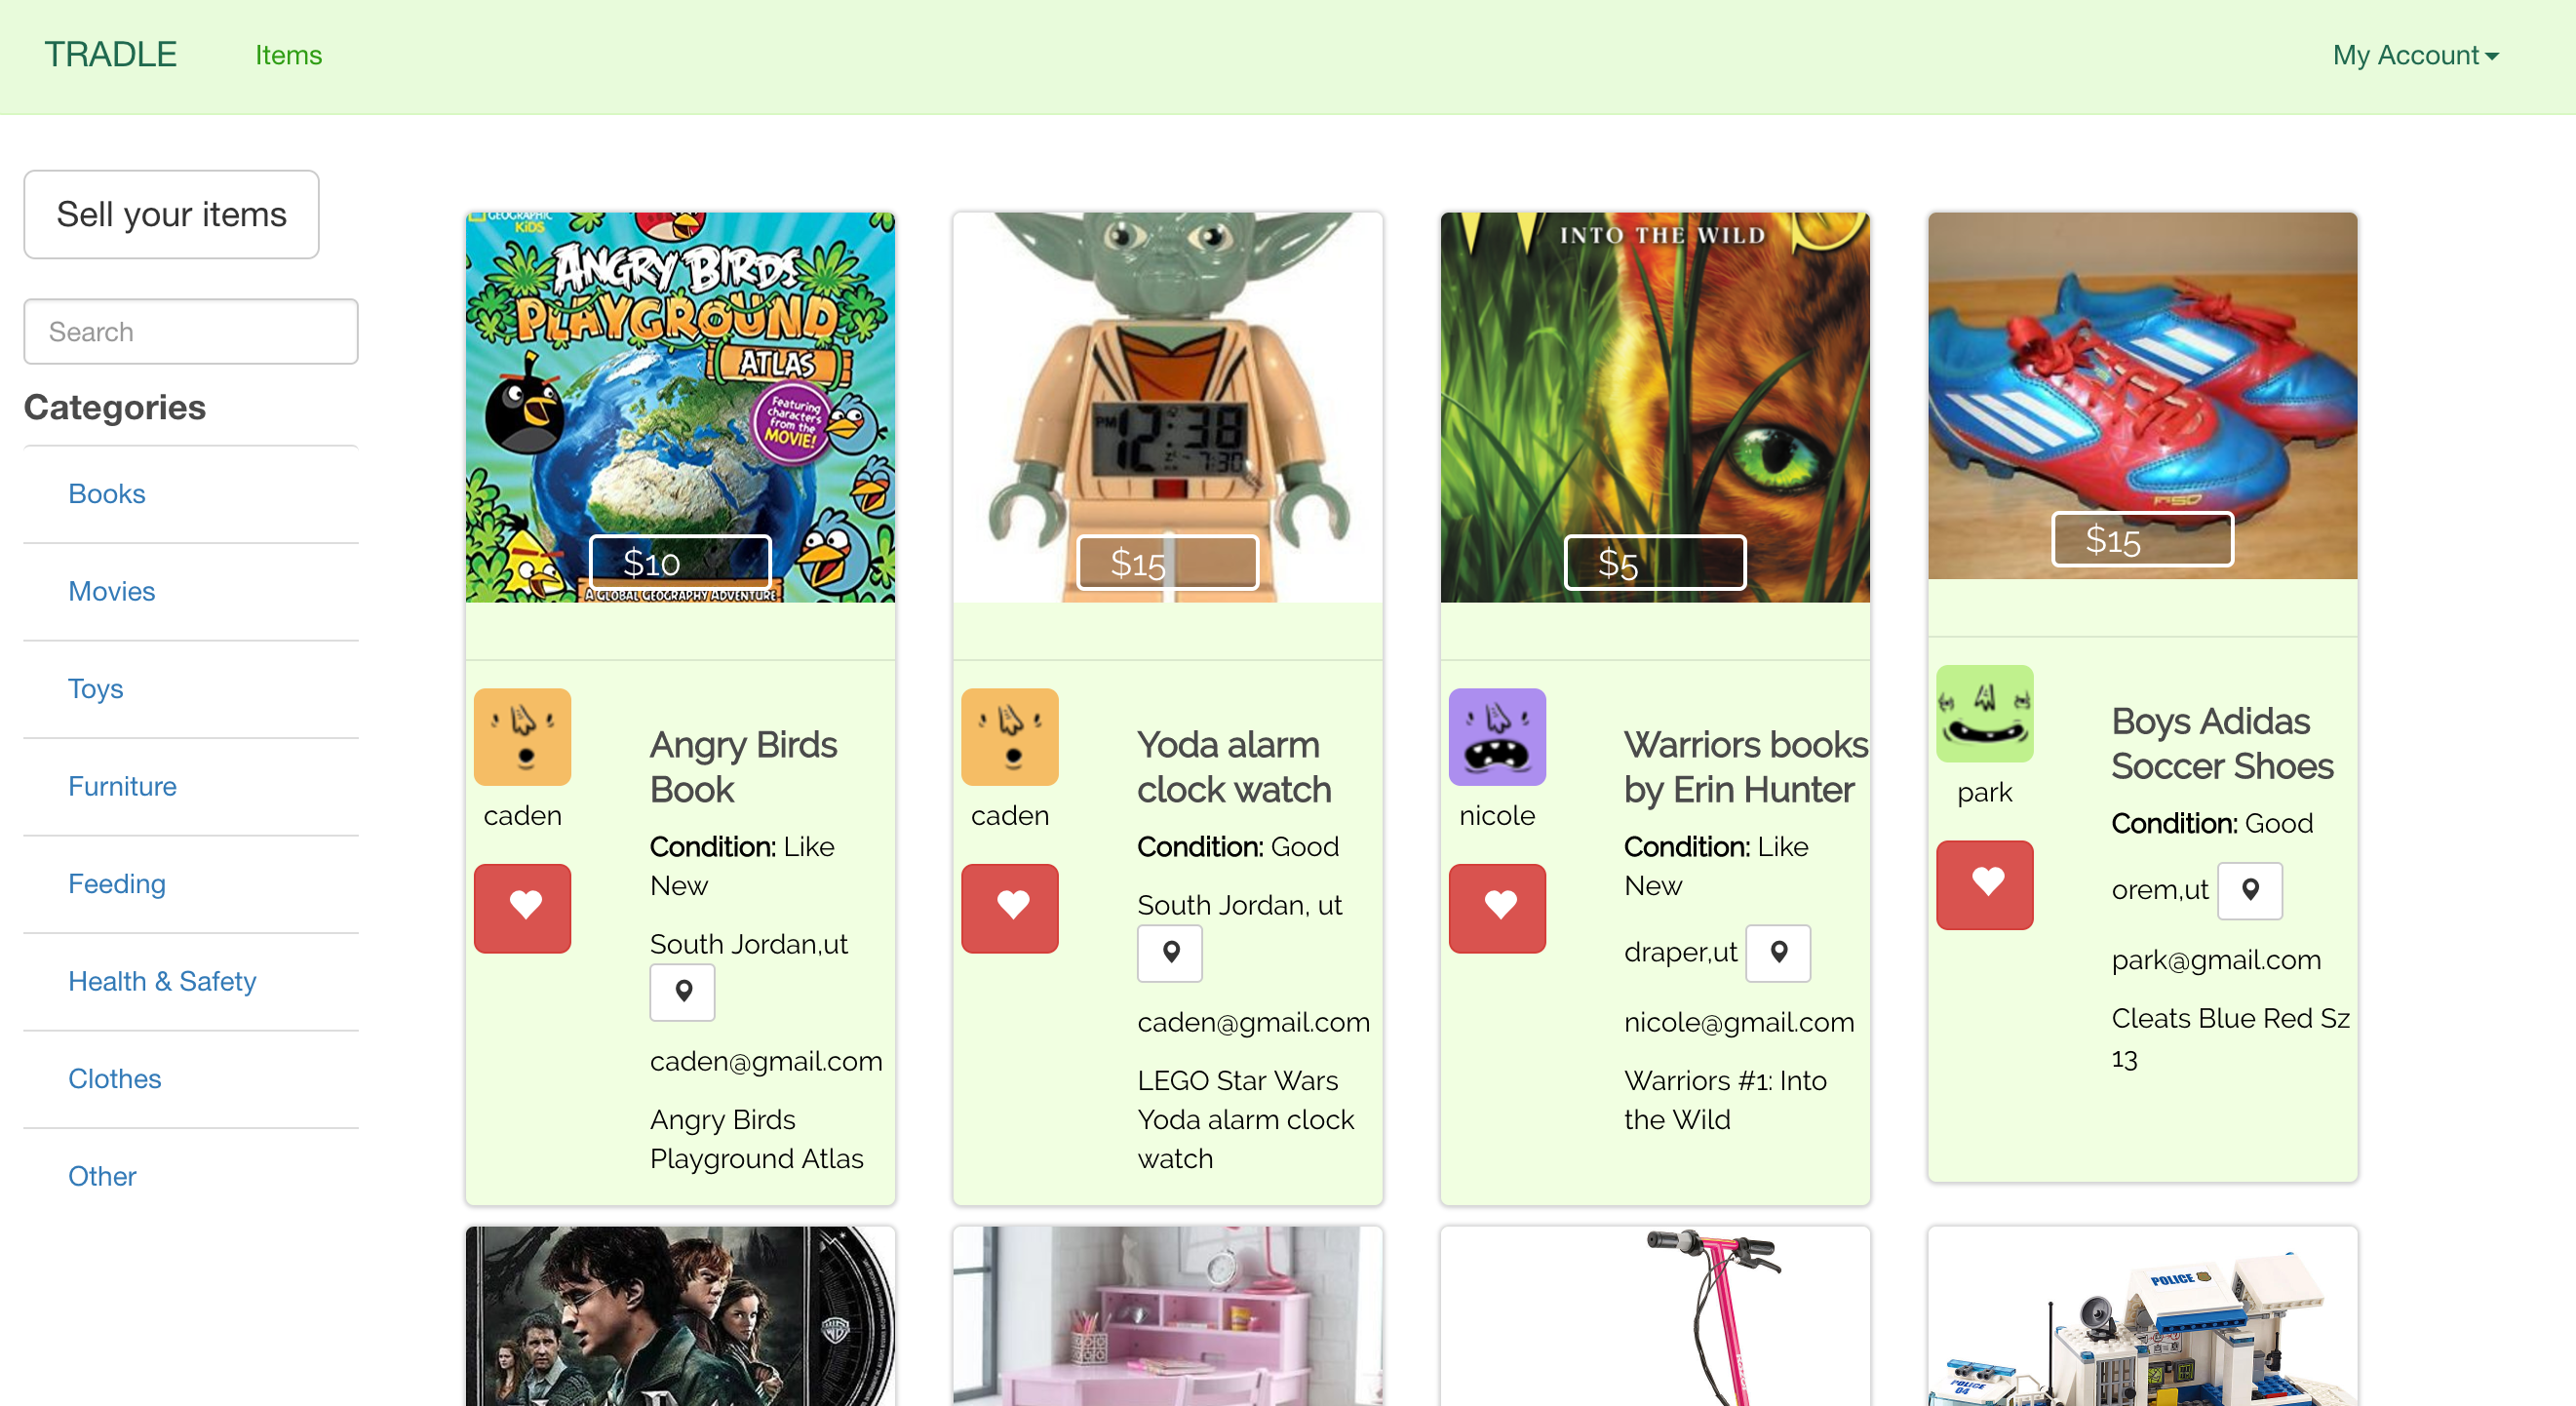 TRADLE
Items
My Account
Sell your items
Search
Categories
Books
Movies
Toys
Furniture
Feeding
Health & Safety
Clothes
Other
GEOGRAPHIC
KiDS
ANGRY BIRDS
PLAYGROUND
ATLAS
Featuring
characters
from the
MOVIE!
$10
A GLOBAL GEOGRAPHY ADVENTURE
caden
Angry Birds
Book
Condition: Like
New
South Jordan,ut
caden@gmail.com
Angry Birds
Playground Atlas
PM
12:38
7:30
$15
caden
Yoda alarm
clock watch
Condition: Good
South Jordan, ut
caden@gmail.com
LEGO Star Wars
Yoda alarm clock
watch
INTO THE WILD
$5
nicole
Warriors books
by Erin Hunter
Condition: Like
New
draper,ut
nicole@gmail.com
Warriors #1: Into
the Wild
F50
$15
park
Boys Adidas
Soccer Shoes
Condition: Good
orem,ut
park@gmail.com
Cleats Blue Red Sz
13
POLICE
POLICE
04